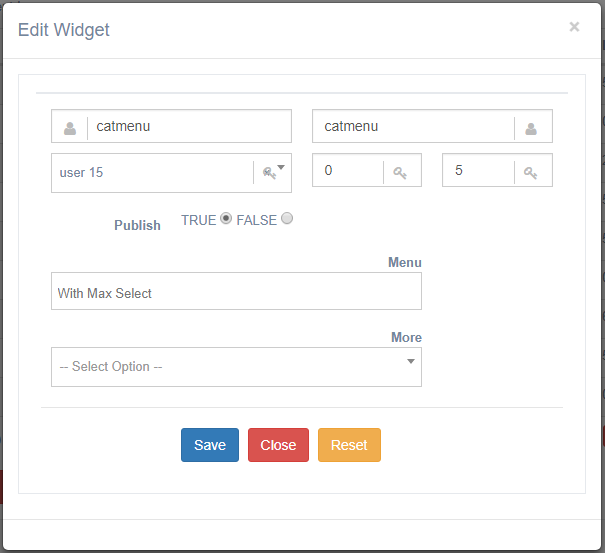 Edit Widget ×
catmenu catmenu
user 15 0 5
Publish TRUE FALSE
Menu
With Max Select
More
-- Select Option --
Save Close Reset